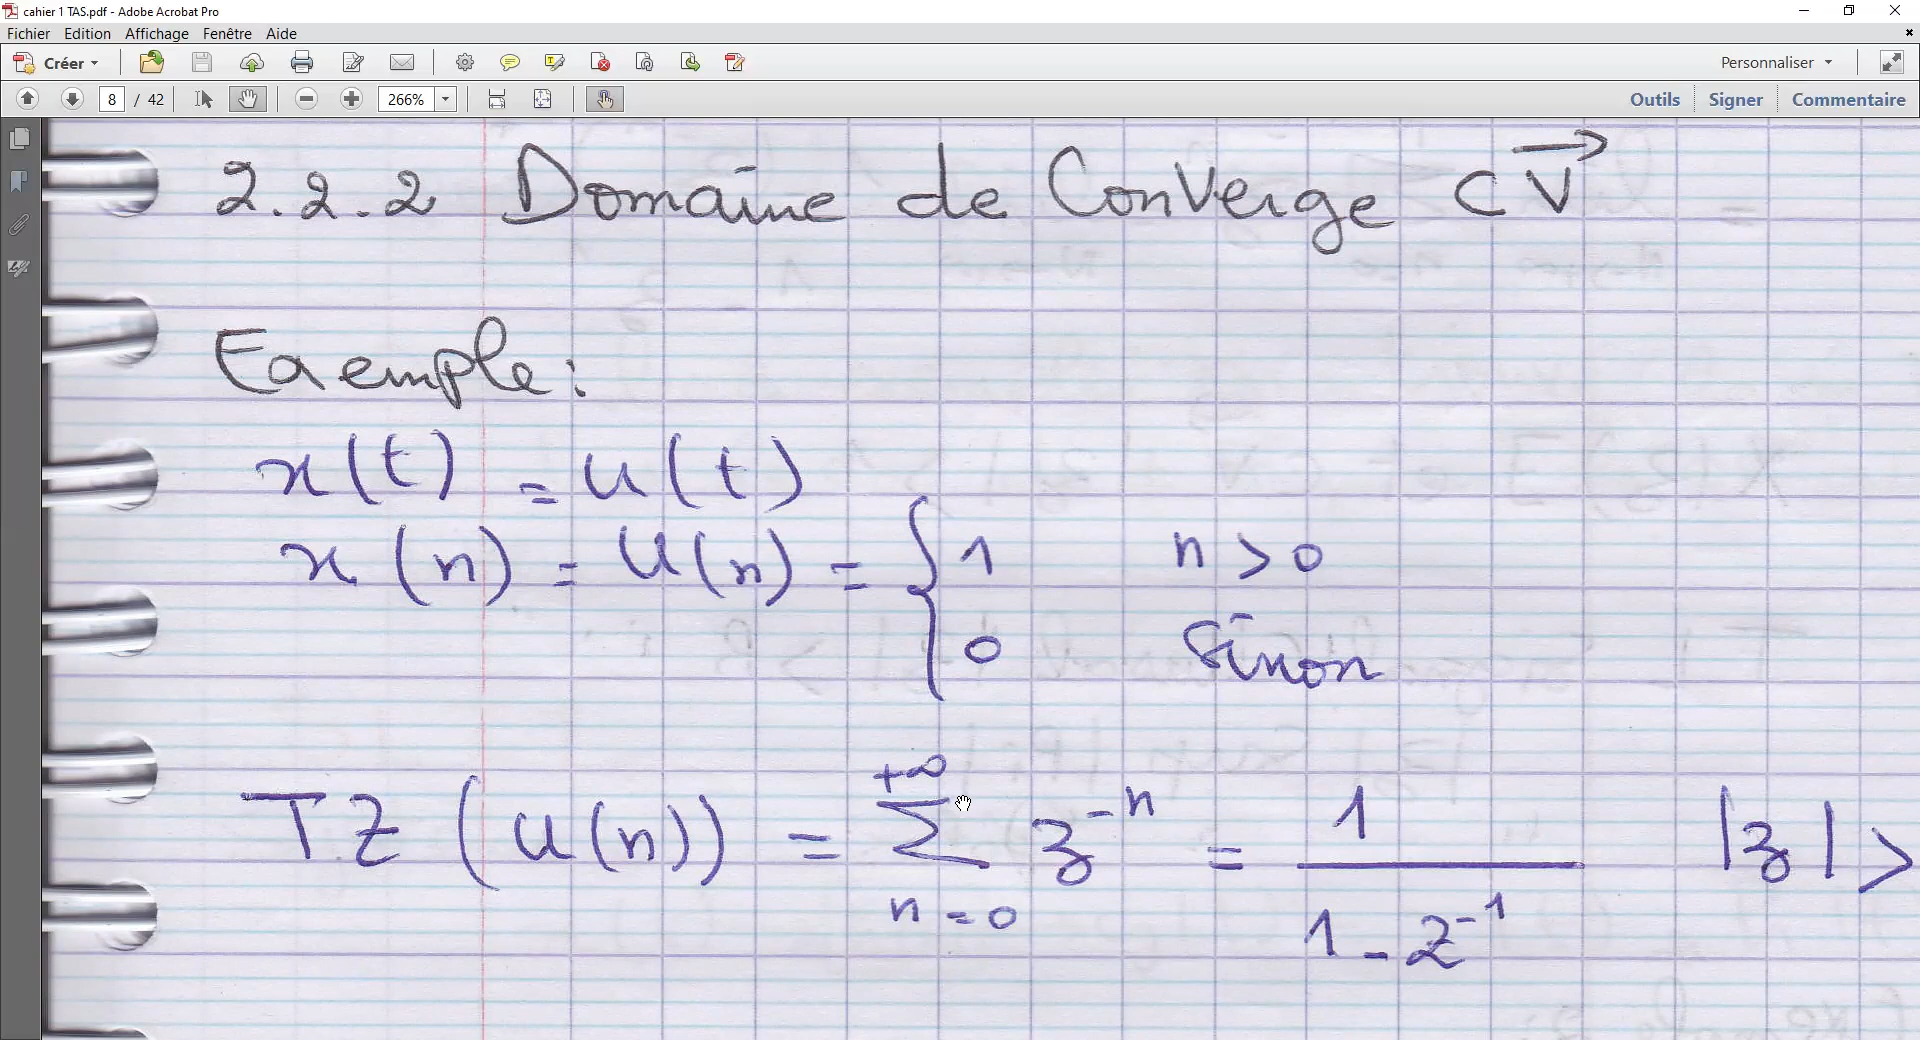 cahier 1 TAS.pdf - Adobe Acrobat Pro
Fichier Edition Affichage Fenêtre Aide
Créer Personnaliser
8 / 42 266% Outils Signer Commentaire
2.2.2 Domaine de Converge CV→
Exemple:
x(t) = u(t)
x(n) = U(n) = { 1 n > 0
0 Sinon
TZ (u(n)) = +∞ Σ n=0 z^-n = 1 / (1 - z^-1) |z| >